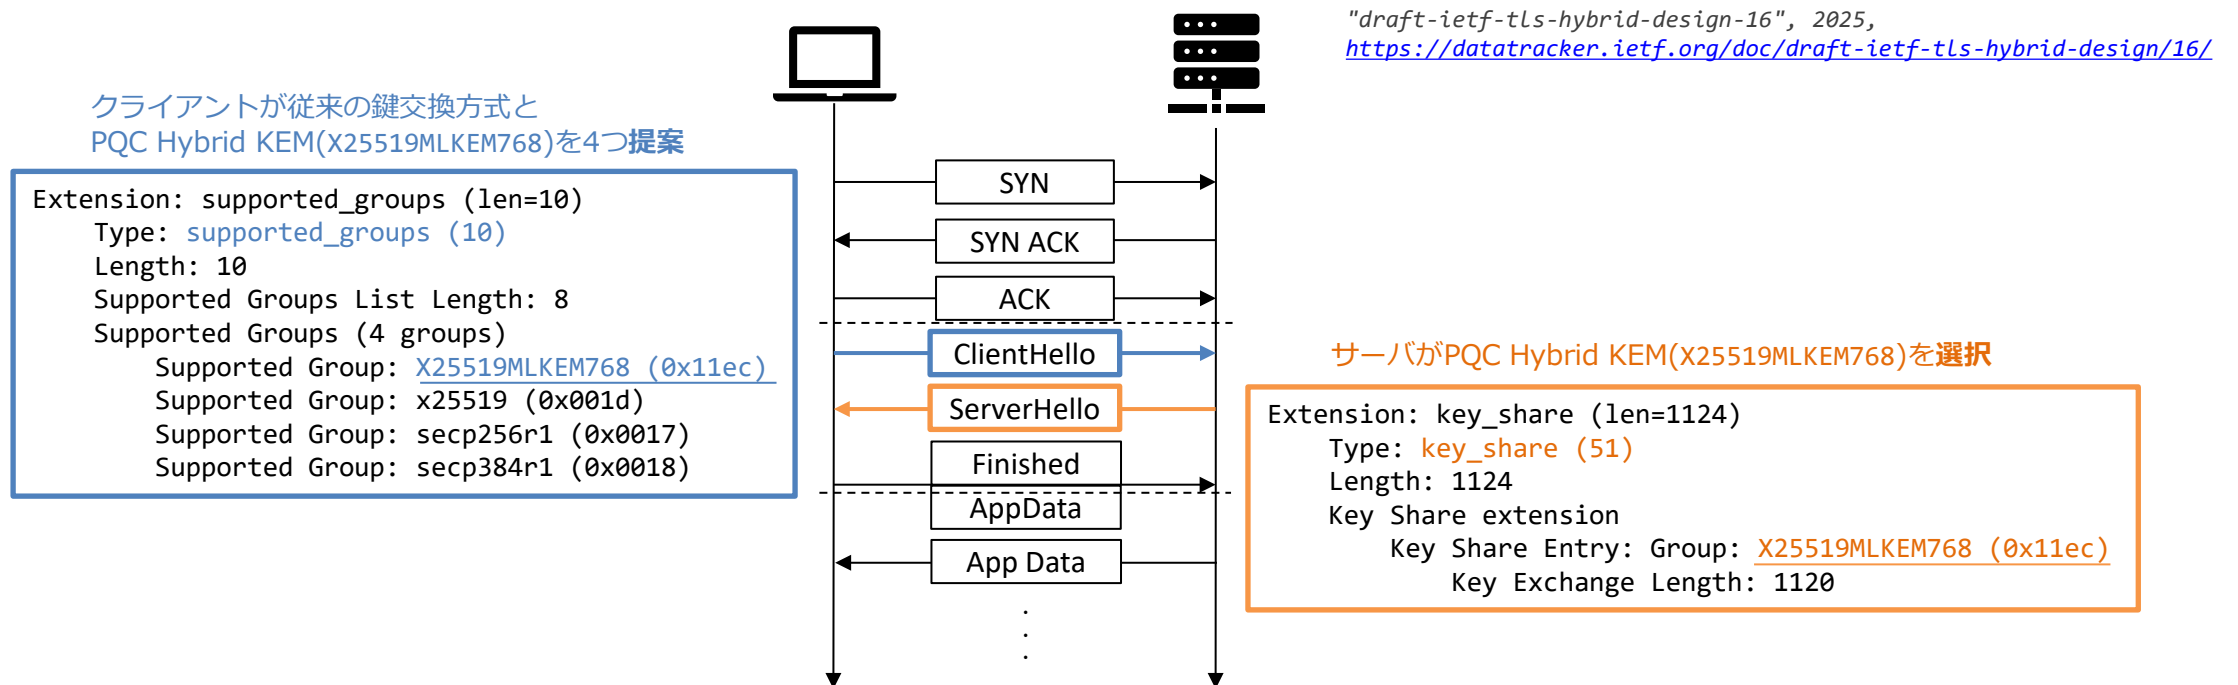 "draft-ietf-tls-hybrid-design-16", 2025,
https://datatracker.ietf.org/doc/draft-ietf-tls-hybrid-design/16/
クライアントが従来の鍵交換方式と
PQC Hybrid KEM(X25519MLKEM768)を4つ提案
Extension: supported_groups (len=10)
Type: supported_groups (10)
Length: 10
Supported Groups List Length: 8
Supported Groups (4 groups)
Supported Group: X25519MLKEM768 (0x11ec)
Supported Group: x25519 (0x001d)
Supported Group: secp256r1 (0x0017)
Supported Group: secp384r1 (0x0018)
SYN
SYN ACK
ACK
ClientHello
ServerHello
Finished
AppData
App Data
.
.
.
サーバがPQC Hybrid KEM(X25519MLKEM768)を選択
Extension: key_share (len=1124)
Type: key_share (51)
Length: 1124
Key Share extension
Key Share Entry: Group: X25519MLKEM768 (0x11ec)
Key Exchange Length: 1120